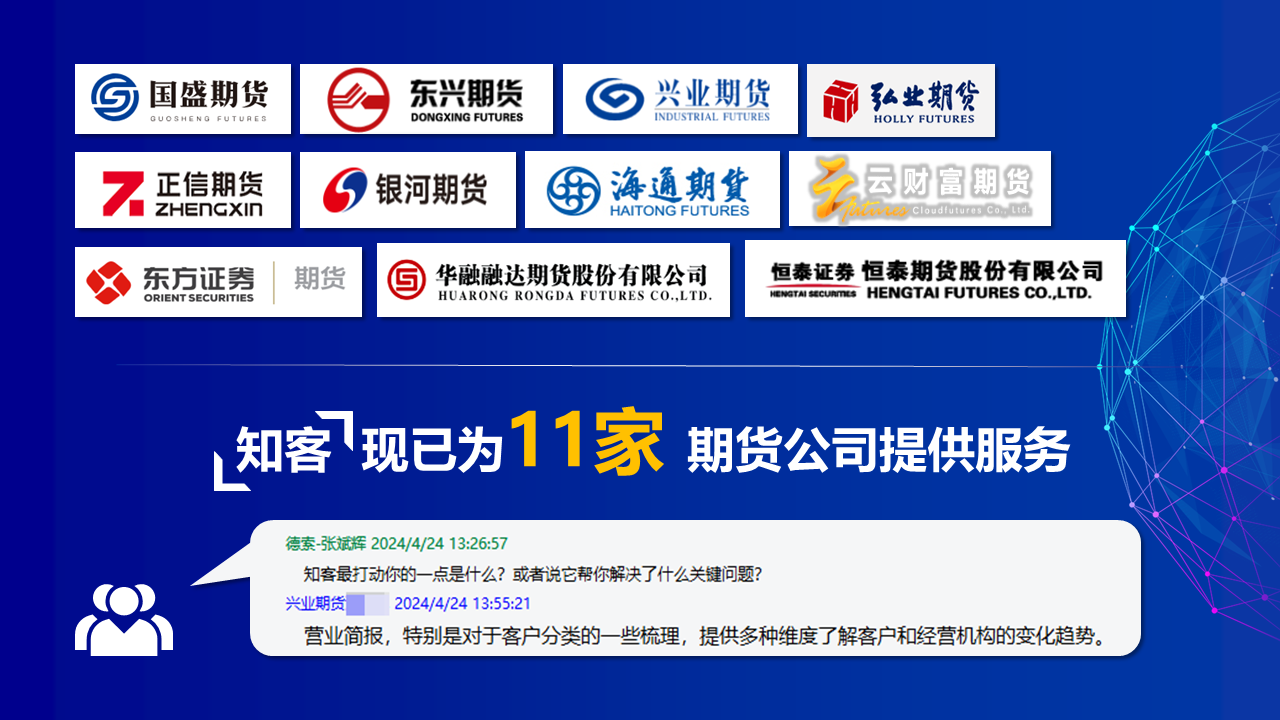 国盛期货
GUOSHENG FUTURES
东兴期货
DONGXING FUTURES
兴业期货
INDUSTRIAL FUTURES
弘业期货
HOLLY FUTURES
正信期货
ZHENGXIN
银河期货
海通期货
HAITONG FUTURES
云财富期货
Futures Cloudfutures Co., Ltd.
东方证券 期货
ORIENT SECURITIES
华融融达期货股份有限公司
HUARONG RONGDA FUTURES CO.,LTD.
恒泰证券 恒泰期货股份有限公司
HENGTAI SECURITIES HENGTAI FUTURES CO.,LTD.
知客 现已为11家 期货公司提供服务
德索-张斌辉 2024/4/24 13:26:57
知客最打动你的一点是什么？或者说它帮你解决了什么关键问题？
兴业期货 2024/4/24 13:55:21
营业简报，特别是对于客户分类的一些梳理，提供多种维度了解客户和经营机构的变化趋势。